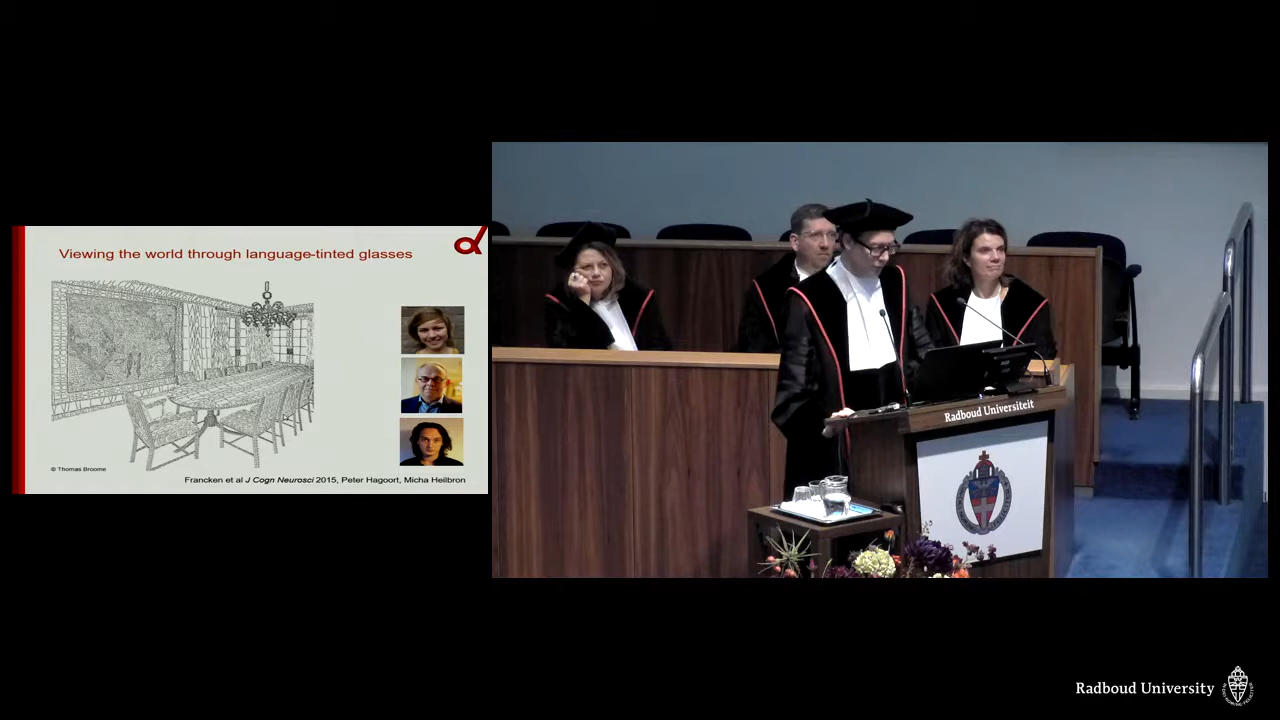 Viewing the world through language-tinted glasses
© Thomas Broome
Francken et al J Cogn Neurosci 2015, Peter Hagoort, Micha Heilbron
Radboud Universiteit
Radboud University